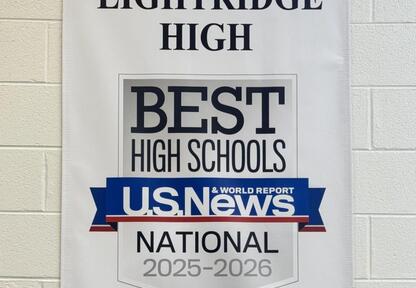 LIGHTRIDGE
HIGH
BEST
HIGH SCHOOLS
U.S.News & WORLD REPORT
NATIONAL
2025-2026